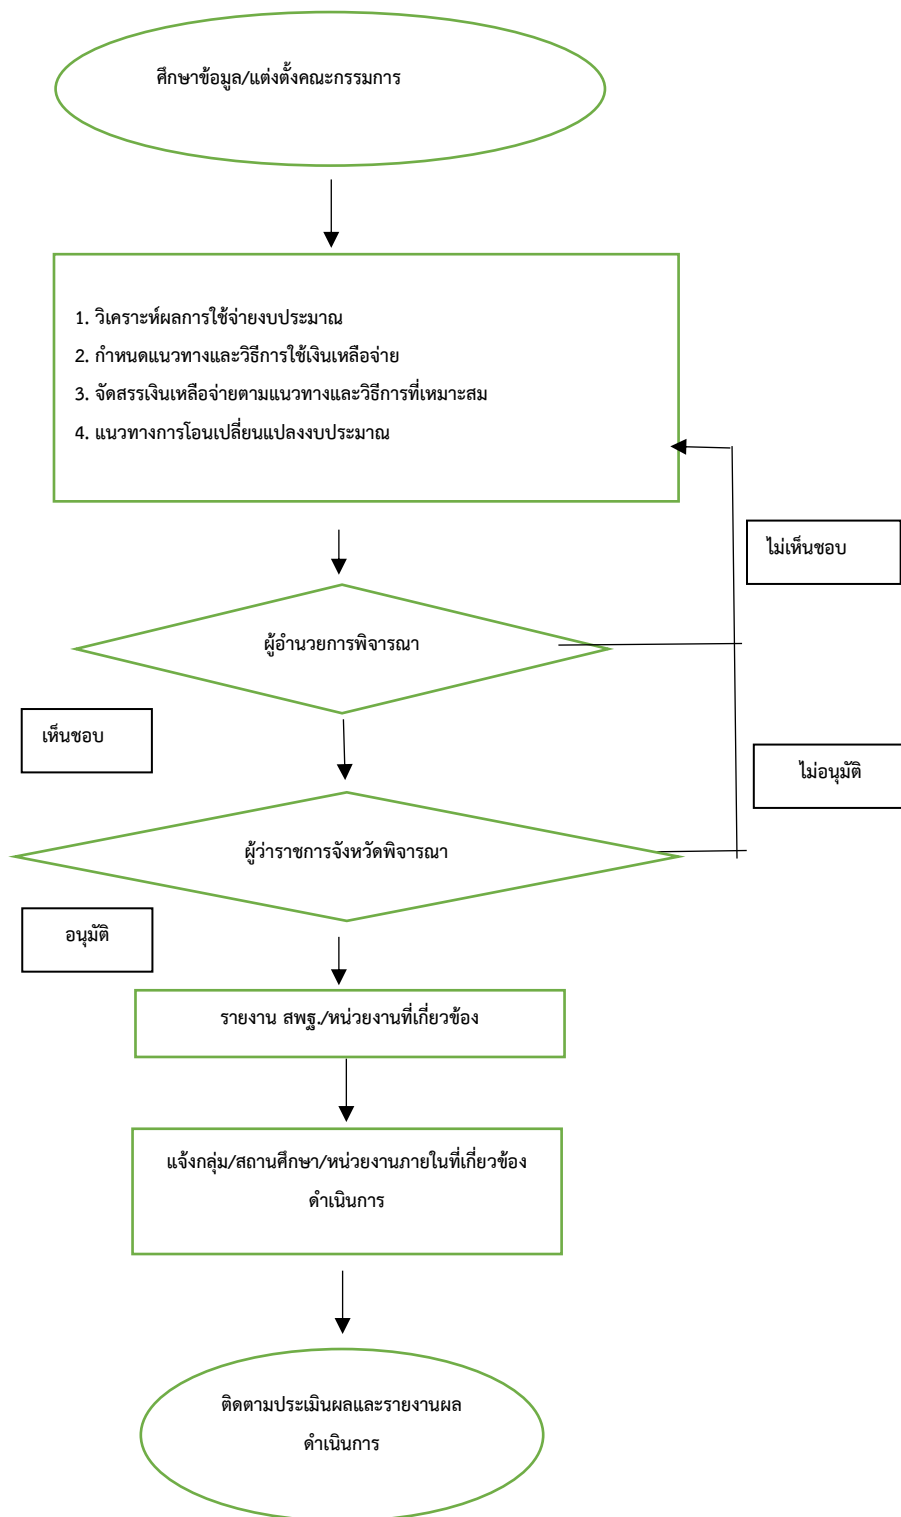 ศึกษาข้อมูล/แต่งตั้งคณะกรรมการ
1. วิเคราะห์ผลการใช้จ่ายงบประมาณ
2. กำหนดแนวทางและวิธีการใช้เงินเหลือจ่าย
3. จัดสรรเงินเหลือจ่ายตามแนวทางและวิธีการที่เหมาะสม
4. แนวทางการโอนเปลี่ยนแปลงงบประมาณ
ไม่เห็นชอบ
ผู้อำนวยการพิจารณา
เห็นชอบ
ไม่อนุมัติ
ผู้ว่าราชการจังหวัดพิจารณา
อนุมัติ
รายงาน สพฐ./หน่วยงานที่เกี่ยวข้อง
แจ้งกลุ่ม/สถานศึกษา/หน่วยงานภายในที่เกี่ยวข้อง
ดำเนินการ
ติดตามประเมินผลและรายงานผล
ดำเนินการ